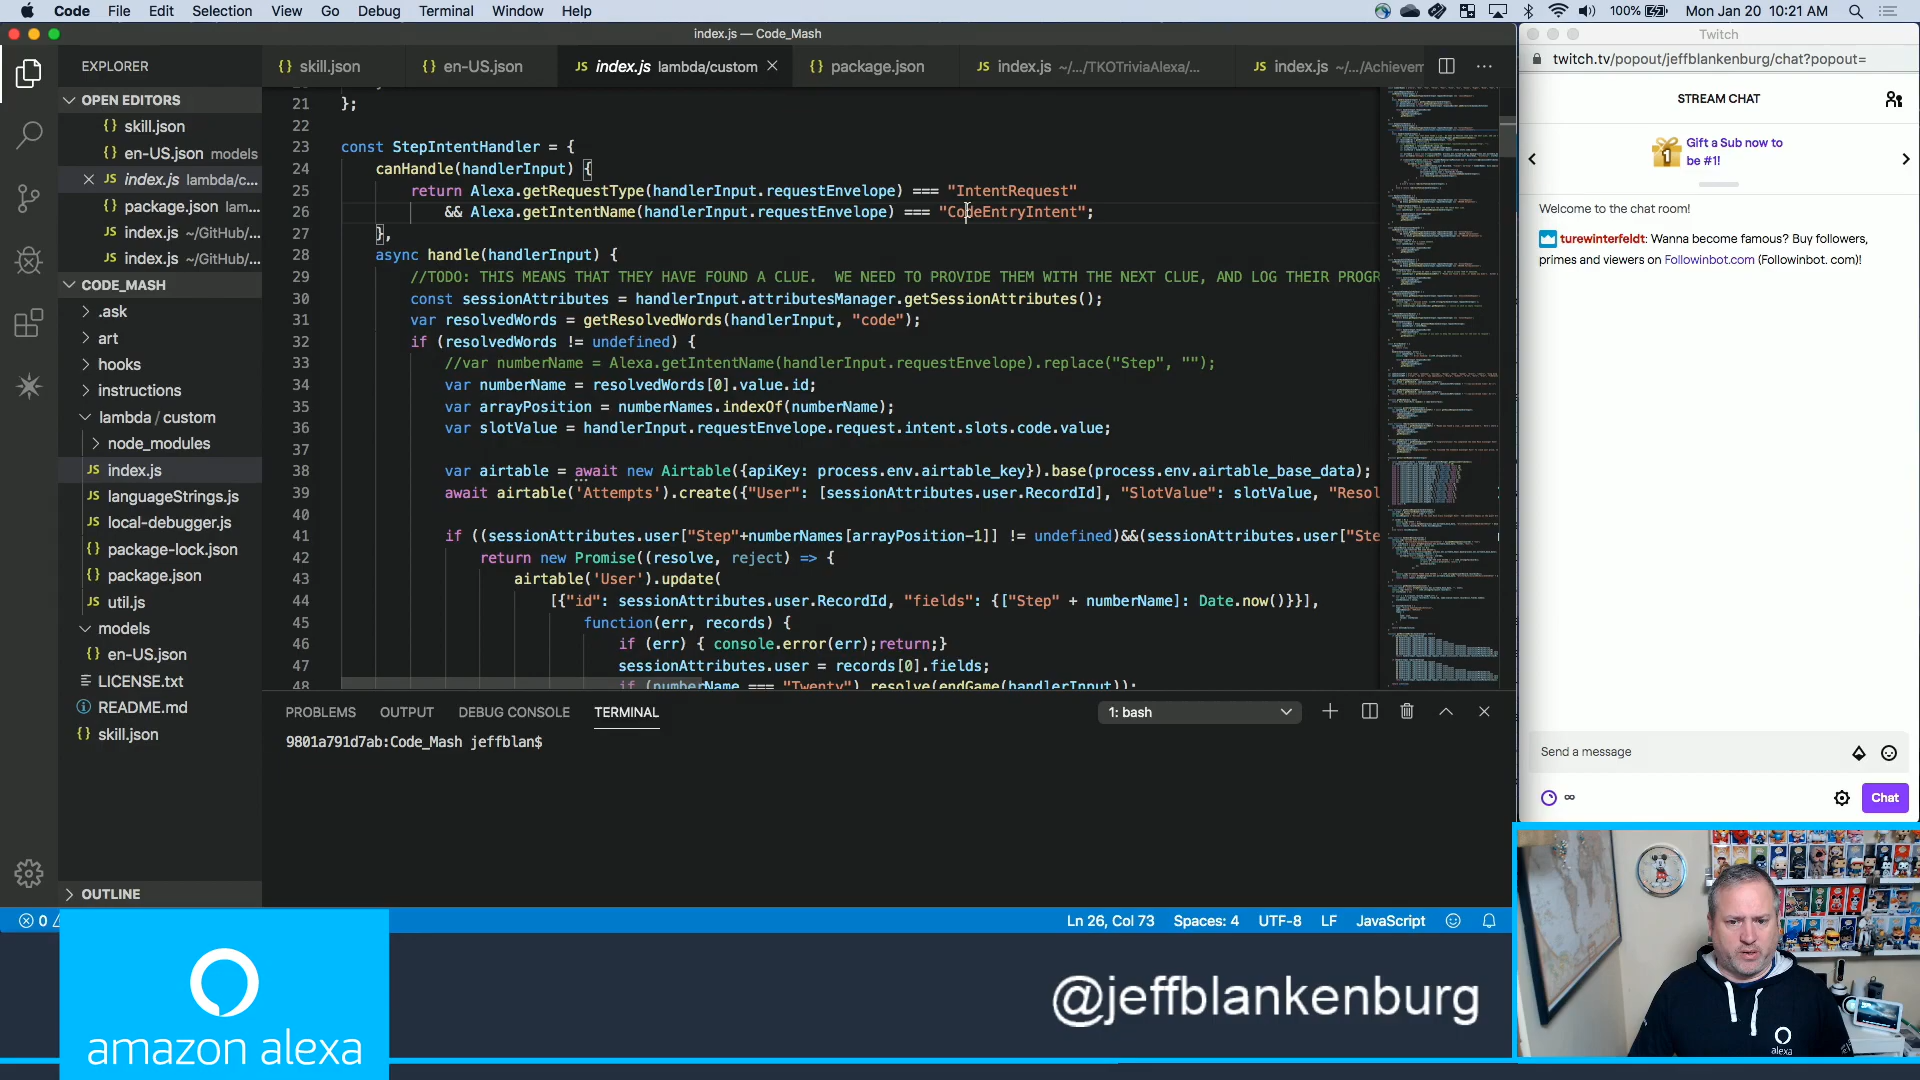 Code File Edit Selection View Go Debug Terminal Window Help
100% Mon Jan 20 10:21 AM
index.js — Code_Mash
Twitch
twitch.tv/popout/jeffblankenburg/chat?popout=
EXPLORER
OPEN EDITORS
{} skill.json
{} en-US.json models
JS index.js lambda/c...
{} package.json lam...
JS index.js ~/GitHub/...
JS index.js ~/GitHub/...
CODE_MASH
.ask
art
hooks
instructions
lambda / custom
node_modules
JS index.js
JS languageStrings.js
JS local-debugger.js
{} package-lock.json
{} package.json
JS util.js
models
{} en-US.json
LICENSE.txt
README.md
{} skill.json
OUTLINE
{} skill.json {} en-US.json JS index.js lambda/custom {} package.json JS index.js ~/.../TKOTriviaAlexa/... JS index.js ~/.../Achievem
21 };
22
23 const StepIntentHandler = {
24 canHandle(handlerInput) {
25 return Alexa.getRequestType(handlerInput.requestEnvelope) === "IntentRequest"
26 && Alexa.getIntentName(handlerInput.requestEnvelope) === "CodeEntryIntent";
27 },
28 async handle(handlerInput) {
29 //TODO: THIS MEANS THAT THEY HAVE FOUND A CLUE.  WE NEED TO PROVIDE THEM WITH THE NEXT CLUE, AND LOG THEIR PROGR
30 const sessionAttributes = handlerInput.attributesManager.getSessionAttributes();
31 var resolvedWords = getResolvedWords(handlerInput, "code");
32 if (resolvedWords != undefined) {
33 //var numberName = Alexa.getIntentName(handlerInput.requestEnvelope).replace("Step", "");
34 var numberName = resolvedWords[0].value.id;
35 var arrayPosition = numberNames.indexOf(numberName);
36 var slotValue = handlerInput.requestEnvelope.request.intent.slots.code.value;
37
38 var airtable = await new Airtable({apiKey: process.env.airtable_key}).base(process.env.airtable_base_data);
39 await airtable('Attempts').create({"User": [sessionAttributes.user.RecordId], "SlotValue": slotValue, "Resol
40
41 if ((sessionAttributes.user["Step"+numberNames[arrayPosition-1]] != undefined)&&(sessionAttributes.user["Ste
42 return new Promise((resolve, reject) => {
43 airtable('User').update(
44 [{"id": sessionAttributes.user.RecordId, "fields": {["Step" + numberName]: Date.now()}}],
45 function(err, records) {
46 if (err) { console.error(err);return;}
47 sessionAttributes.user = records[0].fields;
48 if (numberName === "Twenty") resolve(endGame(handlerInput));
PROBLEMS OUTPUT DEBUG CONSOLE TERMINAL 1: bash
9801a791d7ab:Code_Mash jeffblan$
0
Ln 26, Col 73 Spaces: 4 UTF-8 LF JavaScript
STREAM CHAT
Gift a Sub now to
be #1!
1
Welcome to the chat room!
turewinterfeldt: Wanna become famous? Buy followers,
primes and viewers on Followinbot.com (Followinbot. com)!
Send a message
∞
Chat
amazon alexa
@jeffblankenburg
alexa